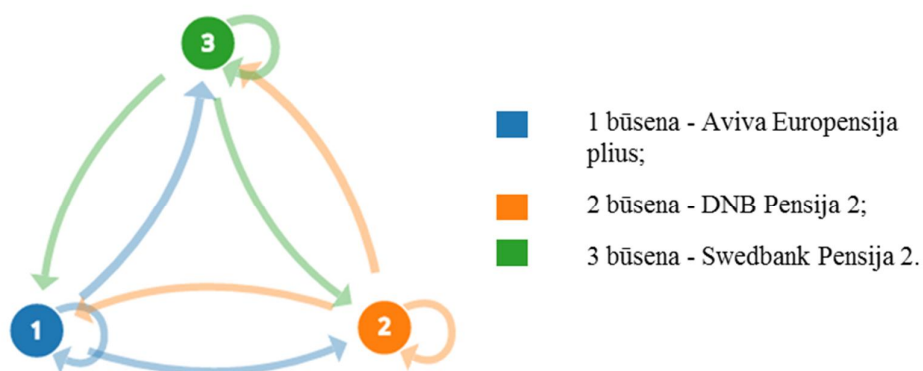 3
1
2
1 būsena - Aviva Europensija
plius;
2 būsena - DNB Pensija 2;
3 būsena - Swedbank Pensija 2.